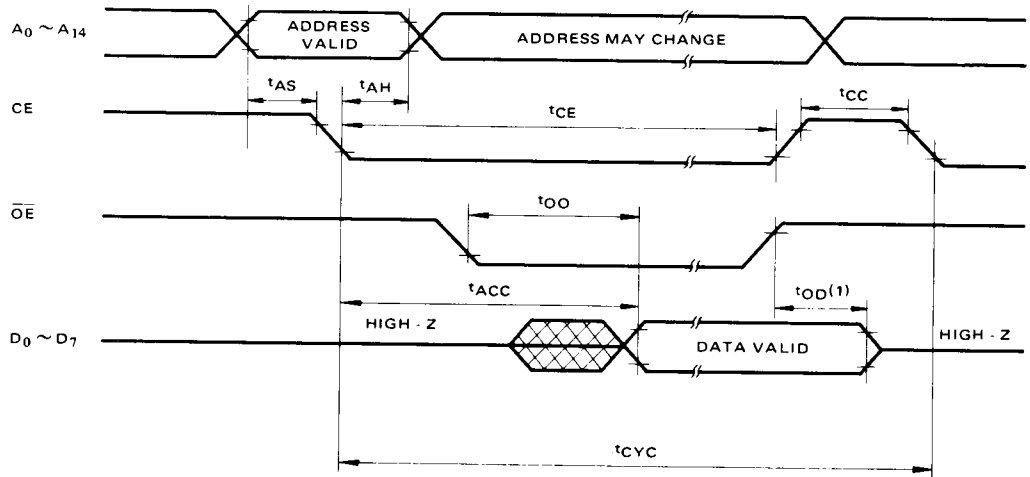 A0 ~ A14
ADDRESS
VALID
ADDRESS MAY CHANGE
tAS
tAH
tCC
CE
tCE
OE
tOO
tACC
tOD(1)
HIGH - Z
D0 ~ D7
DATA VALID
HIGH - Z
tCYC